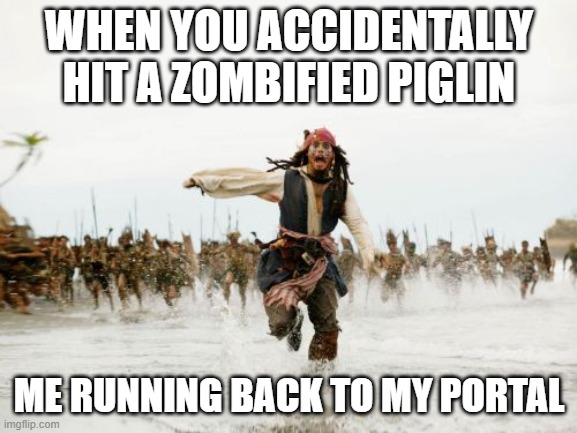 WHEN YOU ACCIDENTALLY
HIT A ZOMBIFIED PIGLIN
ME RUNNING BACK TO MY PORTAL
imgflip.com